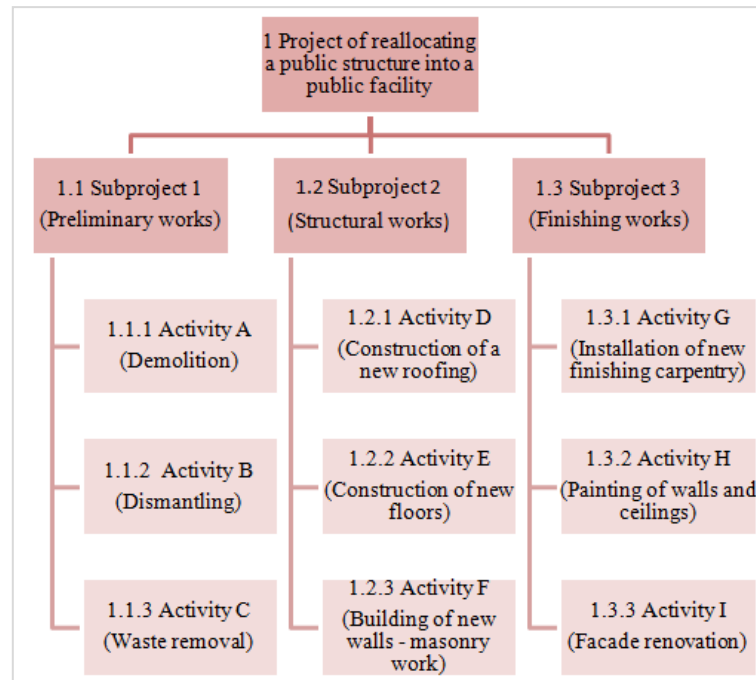 1 Project of reallocating
a public structure into a
public facility
1.1 Subproject 1
(Preliminary works)
1.2 Subproject 2
(Structural works)
1.3 Subproject 3
(Finishing works)
1.1.1 Activity A
(Demolition)
1.2.1 Activity D
(Construction of a
new roofing)
1.3.1 Activity G
(Installation of new
finishing carpentry)
1.1.2 Activity B
(Dismantling)
1.2.2 Activity E
(Construction of new
floors)
1.3.2 Activity H
(Painting of walls and
ceilings)
1.1.3 Activity C
(Waste removal)
1.2.3 Activity F
(Building of new
walls - masonry
work)
1.3.3 Activity I
(Facade renovation)